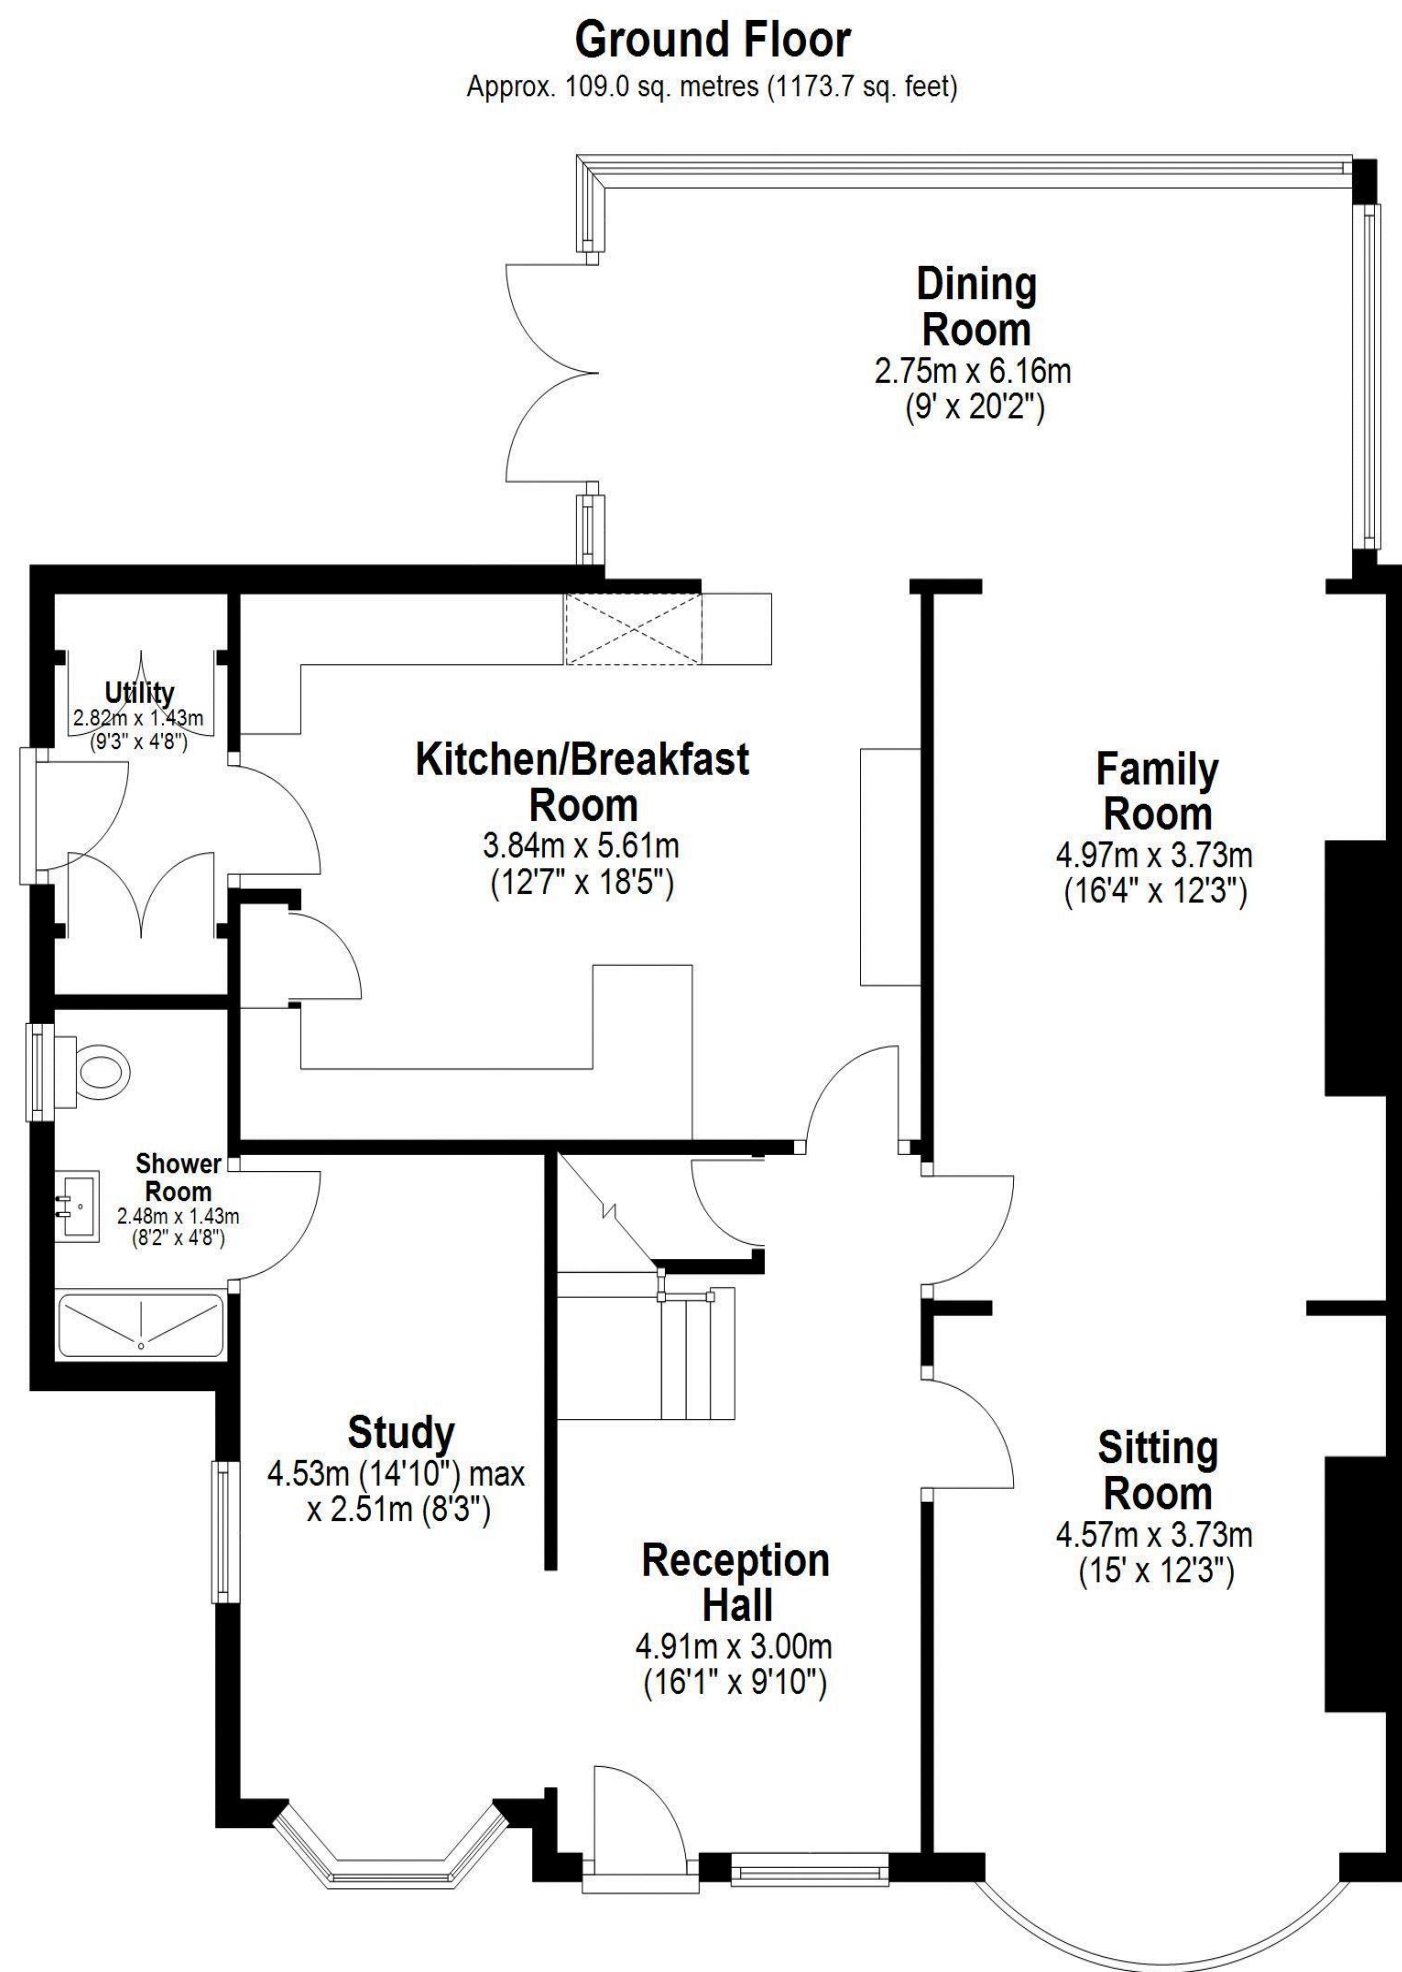 Ground Floor
Approx. 109.0 sq. metres (1173.7 sq. feet)
Dining
Room
2.75m x 6.16m
(9' x 20'2")
Utility
2.82m x 1.43m
(9'3" x 4'8")
Kitchen/Breakfast
Room
3.84m x 5.61m
(12'7" x 18'5")
Family
Room
4.97m x 3.73m
(16'4" x 12'3")
Shower
Room
2.48m x 1.43m
(8'2" x 4'8")
Study
4.53m (14'10") max
x 2.51m (8'3")
Sitting
Room
4.57m x 3.73m
(15' x 12'3")
Reception
Hall
4.91m x 3.00m
(16'1" x 9'10")